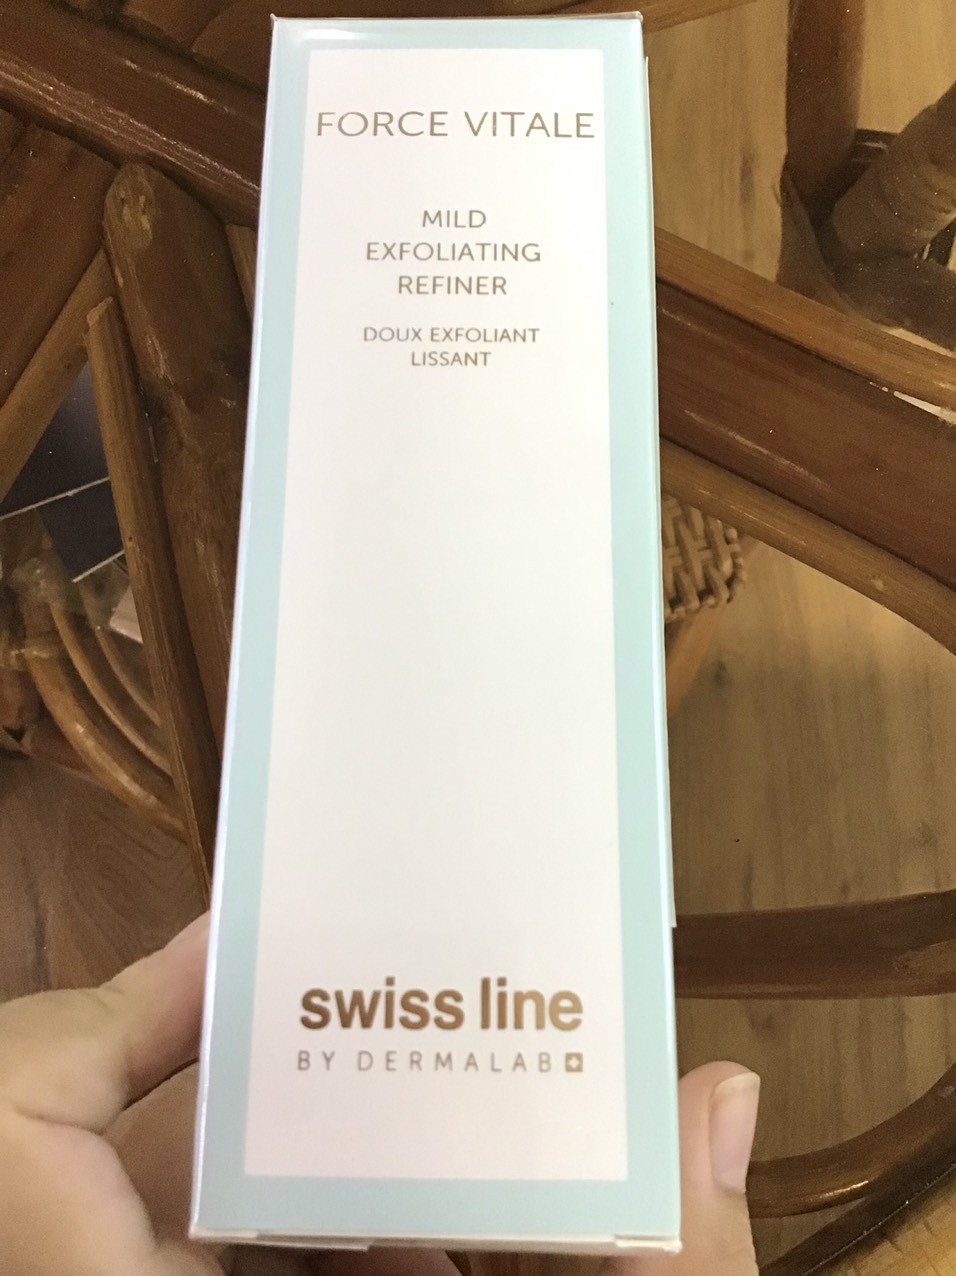 FORCE VITALE
MILD
EXFOLIATING
REFINER
DOUX EXFOLIANT
LISSANT
swiss line
BY DERMALAB